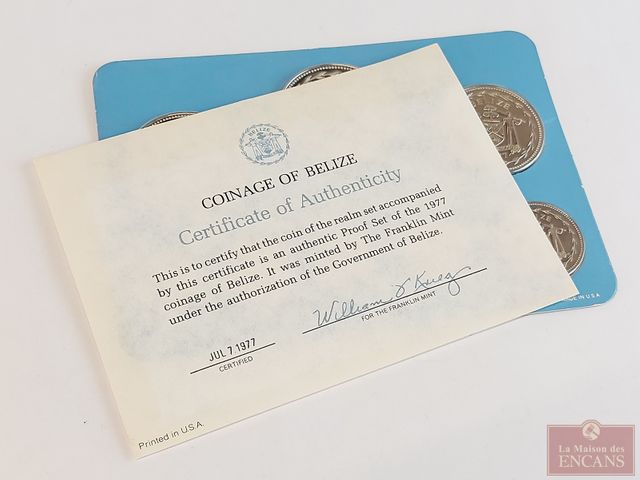 BELIZE
COINAGE OF BELIZE
Certificate of Authenticity
This is to certify that the coin of the realm set accompanied
by this certificate is an authentic Proof Set of the 1977
coinage of Belize. It was minted by The Franklin Mint
under the authorization of the Government of Belize.
JUL 7 1977
CERTIFIED
FOR THE FRANKLIN MINT
Printed in U.S.A.
BELIZE
IN U.S.A.
La Maison des
ENCANS